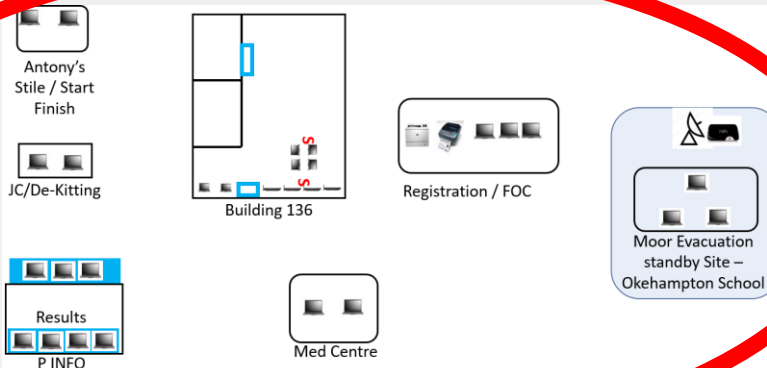 Antony's
Stile / Start
Finish
JC/De-Kitting
S
S
Building 136
Registration / FOC
Moor Evacuation
standby Site –
Okehampton School
Results
P INFO
Med Centre